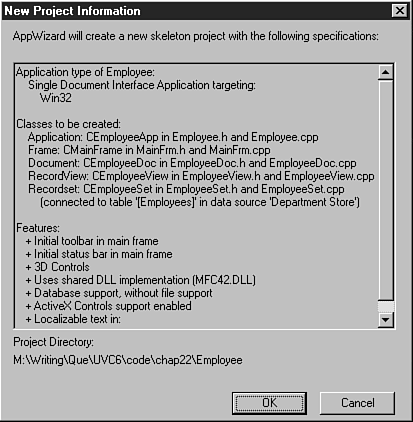 New Project Information
AppWizard will create a new skeleton project with the following specifications:
Application type of Employee:
Single Document Interface Application targeting:
Win32
Classes to be created:
Application: CEmployeeApp in Employee.h and Employee.cpp
Frame: CMainFrame in MainFrm.h and MainFrm.cpp
Document: CEmployeeDoc in EmployeeDoc.h and EmployeeDoc.cpp
RecordView: CEmployeeView in EmployeeView.h and EmployeeView.cpp
Recordset: CEmployeeSet in EmployeeSet.h and EmployeeSet.cpp
(connected to table '[Employees]' in data source 'Department Store')
Features:
+ Initial toolbar in main frame
+ Initial status bar in main frame
+ 3D Controls
+ Uses shared DLL implementation (MFC42.DLL)
+ Database support, without file support
+ ActiveX Controls support enabled
+ Localizable text in:
Project Directory:
M:\Writing\Que\UVC6\code\chap22\Employee
OK Cancel